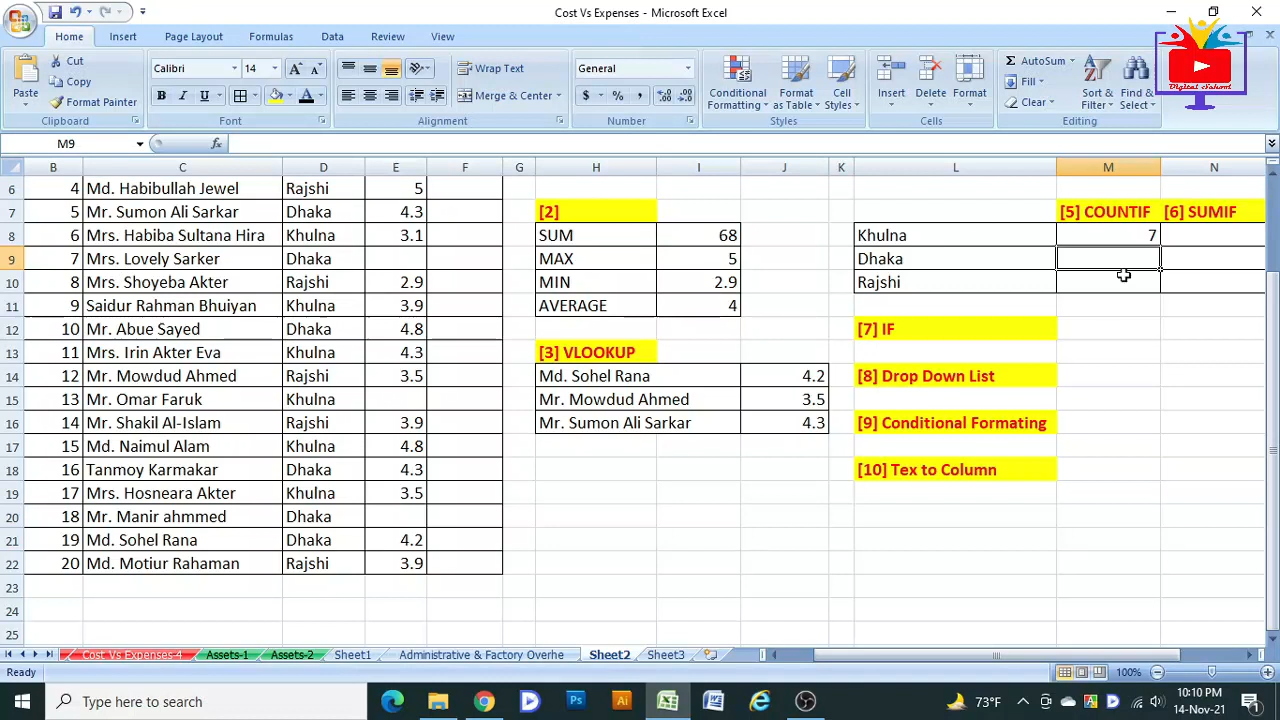 Cost Vs Expenses - Microsoft Excel
Home Insert Page Layout Formulas Data Review View
Paste Cut Copy Format Painter Clipboard
Calibri 14 B I U A Font
Wrap Text Merge & Center Alignment
General $ % , Number
Conditional Formatting Format as Table Cell Styles Styles
Insert Delete Format Cells
Σ AutoSum Fill Clear Sort & Filter Find & Select Editing
Digital eSchool
M9 fx
B C D E F G H I J K L M N
6 4 Md. Habibullah Jewel Rajshi 5
7 5 Mr. Sumon Ali Sarkar Dhaka 4.3 [2] [5] COUNTIF [6] SUMIF
8 6 Mrs. Habiba Sultana Hira Khulna 3.1 SUM 68 Khulna 7
9 7 Mrs. Lovely Sarker Dhaka MAX 5 Dhaka
10 8 Mrs. Shoyeba Akter Rajshi 2.9 MIN 2.9 Rajshi
11 9 Saidur Rahman Bhuiyan Khulna 3.9 AVERAGE 4
12 10 Mr. Abue Sayed Dhaka 4.8 [7] IF
13 11 Mrs. Irin Akter Eva Khulna 4.3 [3] VLOOKUP
14 12 Mr. Mowdud Ahmed Rajshi 3.5 Md. Sohel Rana 4.2 [8] Drop Down List
15 13 Mr. Omar Faruk Khulna Mr. Mowdud Ahmed 3.5
16 14 Mr. Shakil Al-Islam Rajshi 3.9 Mr. Sumon Ali Sarkar 4.3 [9] Conditional Formating
17 15 Md. Naimul Alam Khulna 4.8
18 16 Tanmoy Karmakar Dhaka 4.3 [10] Tex to Column
19 17 Mrs. Hosneara Akter Khulna 3.5
20 18 Mr. Manir ahmmed Dhaka
21 19 Md. Sohel Rana Dhaka 4.2
22 20 Md. Motiur Rahaman Rajshi 3.9
23
24
25
Cost Vs Expenses-4 Assets-1 Assets-2 Sheet1 Administrative & Factory Overhe Sheet2 Sheet3
Ready 100%
Type here to search Ps Ai 73°F 10:10 PM
14-Nov-21